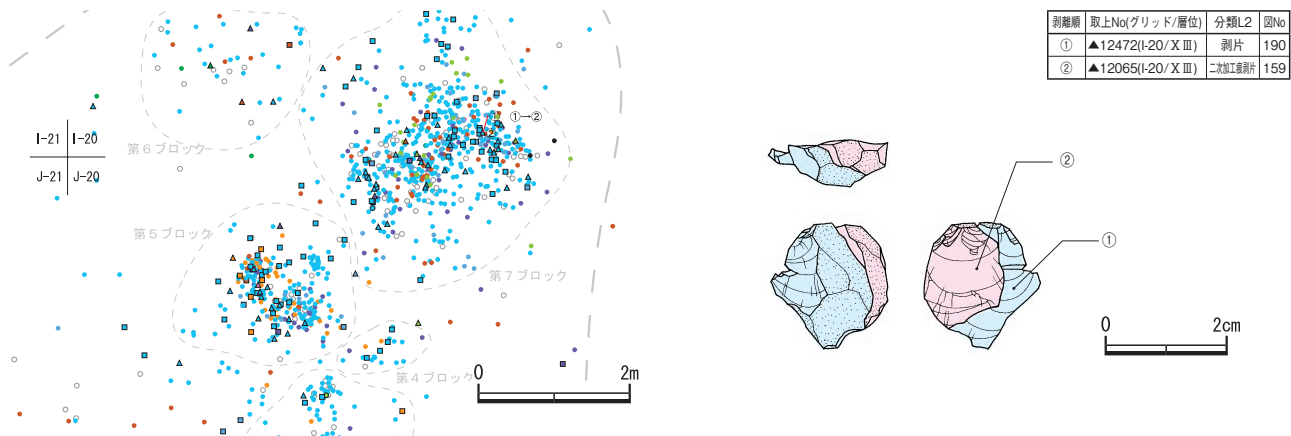 I-21 I-20
J-21 J-20
第6ブロック
①→②
第5ブロック
第7ブロック
第4ブロック
0 2m
剥離順 取上No(グリッド/層位) 分類L2 図No
① ▲12472(I-20/XⅢ) 剥片 190
② ▲12065(I-20/XⅢ) 二次加工痕剥片 159
②
①
0 2cm